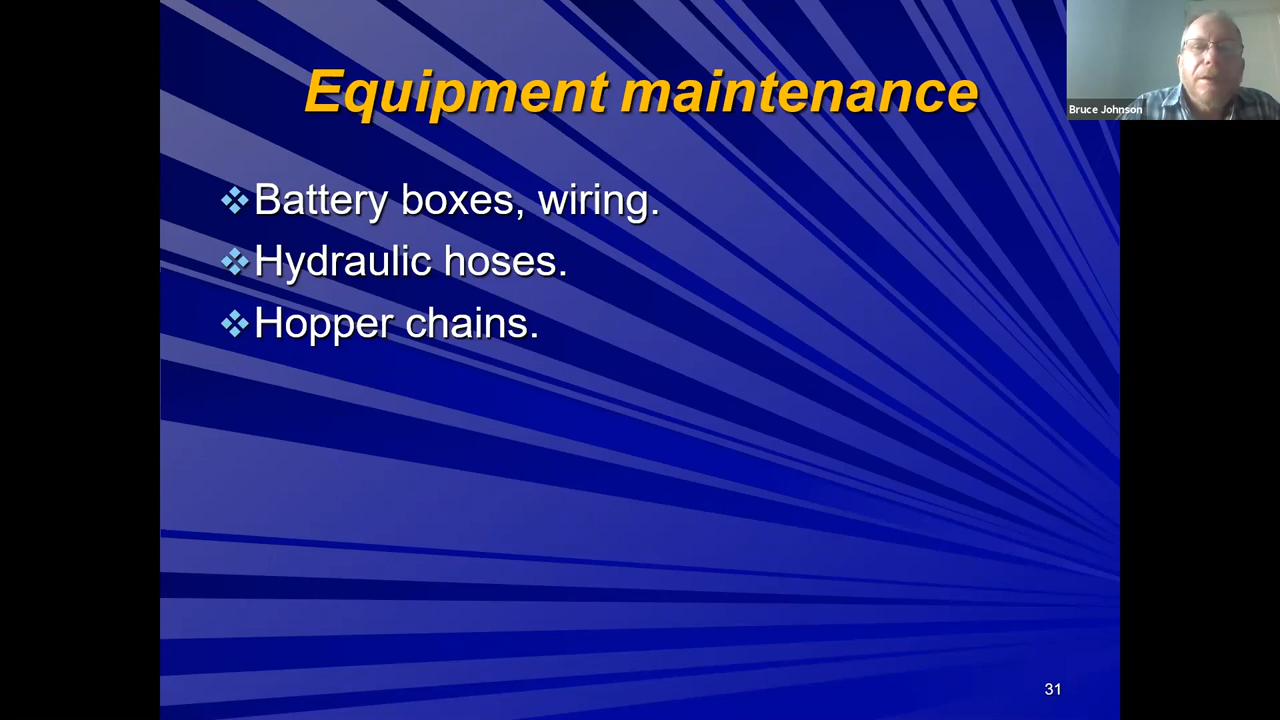 Equipment maintenance
Bruce Johnson
Battery boxes, wiring.
Hydraulic hoses.
Hopper chains.
31